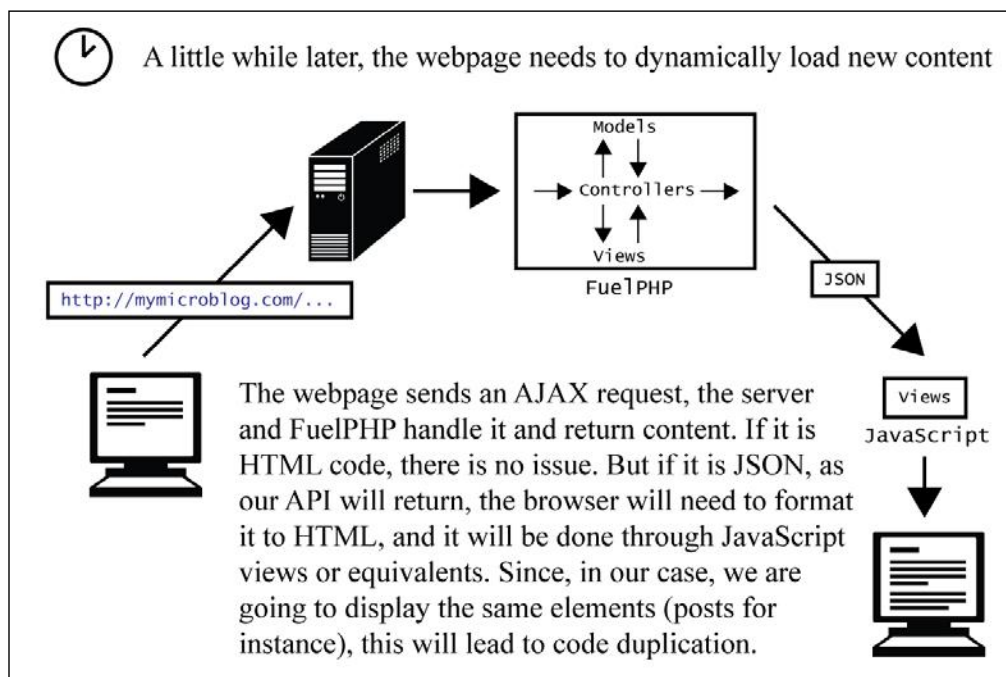 A little while later, the webpage needs to dynamically load new content
Models
Controllers
Views
FuelPHP
http://mymicroblog.com/...
JSON
Views
JavaScript
The webpage sends an AJAX request, the server
and FuelPHP handle it and return content. If it is
HTML code, there is no issue. But if it is JSON, as
our API will return, the browser will need to format
it to HTML, and it will be done through JavaScript
views or equivalents. Since, in our case, we are
going to display the same elements (posts for
instance), this will lead to code duplication.